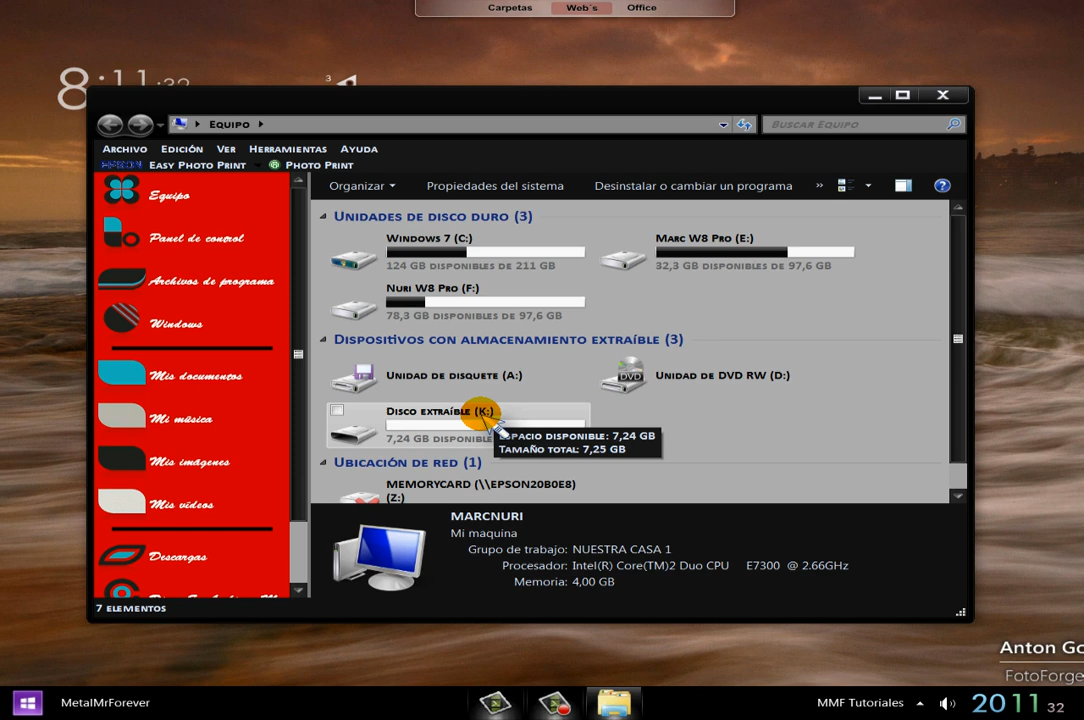 Carpetas Web´s Office
8:11:32
3
EQUIPO
BUSCAR EQUIPO
ARCHIVO EDICIÓN VER HERRAMIENTAS AYUDA
EPSON EASY PHOTO PRINT PHOTO PRINT
Organizar Propiedades del sistema Desinstalar o cambiar un programa »
Equipo
Panel de control
Archivos de programa
Windows
Mis documentos
Mi música
Mis imágenes
Mis vídeos
Descargas
UNIDADES DE DISCO DURO (3)
WINDOWS 7 (C:)
124 GB DISPONIBLES DE 211 GB
MARC W8 PRO (E:)
32,3 GB DISPONIBLES DE 97,6 GB
NURI W8 PRO (F:)
78,3 GB DISPONIBLES DE 97,6 GB
DISPOSITIVOS CON ALMACENAMIENTO EXTRAÍBLE (3)
UNIDAD DE DISQUETE (A:)
DVD
UNIDAD DE DVD RW (D:)
DISCO EXTRAÍBLE (K:)
7,24 GB DISPONIBLE
ESPACIO DISPONIBLE: 7,24 GB
TAMAÑO TOTAL: 7,25 GB
UBICACIÓN DE RED (1)
MEMORYCARD (\\EPSON20B0E8)
(Z:)
MARCNURI
Mi maquina
Grupo de trabajo: NUESTRA CASA 1
Procesador: Intel(R) Core(TM)2 Duo CPU E7300 @ 2.66GHz
Memoria: 4,00 GB
7 ELEMENTOS
Anton Go
FotoForge
MetalMrForever
MMF Tutoriales
2011 32